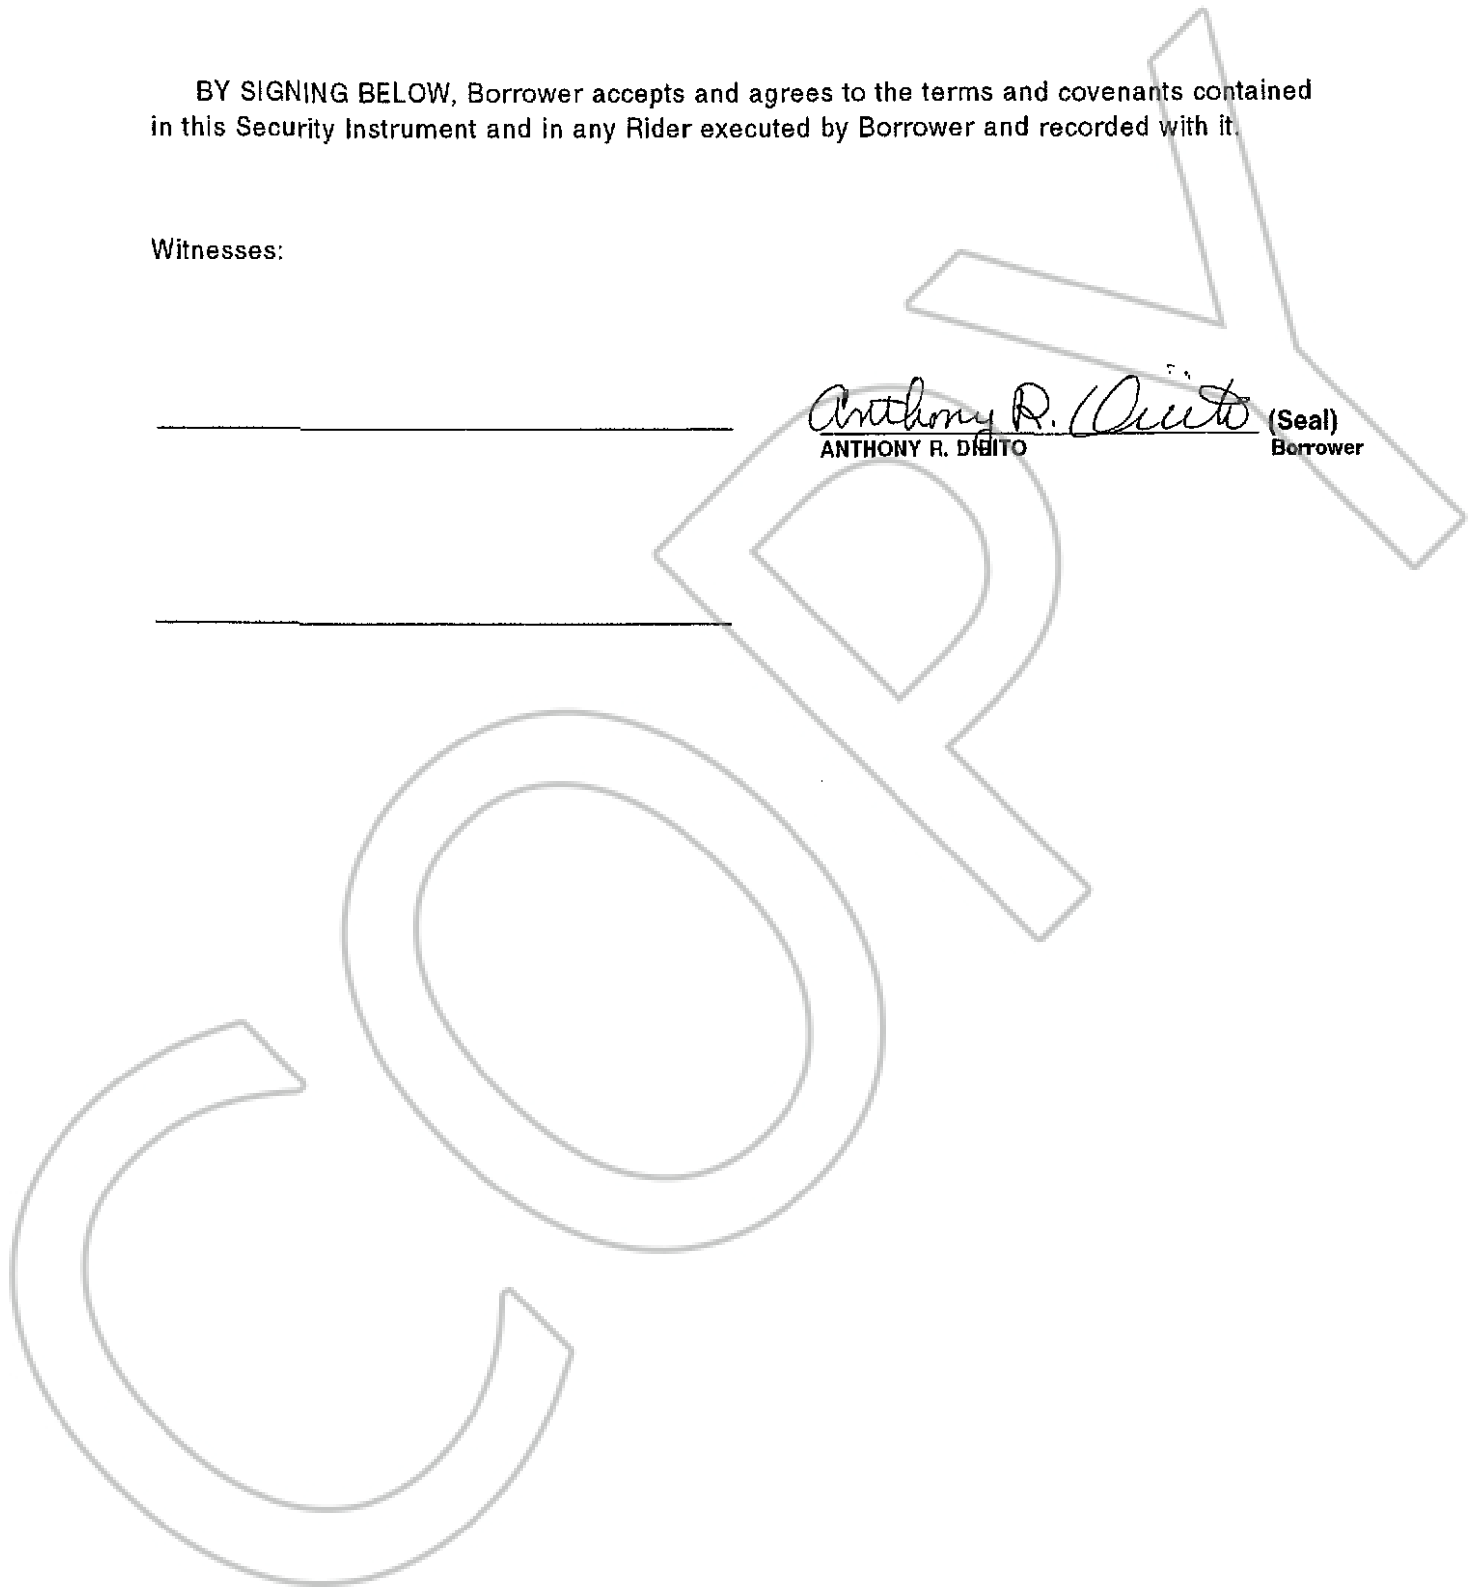 BY SIGNING BELOW, Borrower accepts and agrees to the terms and covenants contained
in this Security Instrument and in any Rider executed by Borrower and recorded with it.
Witnesses:
Anthony R. (Seal)
ANTHONY R. Borrower
COPY